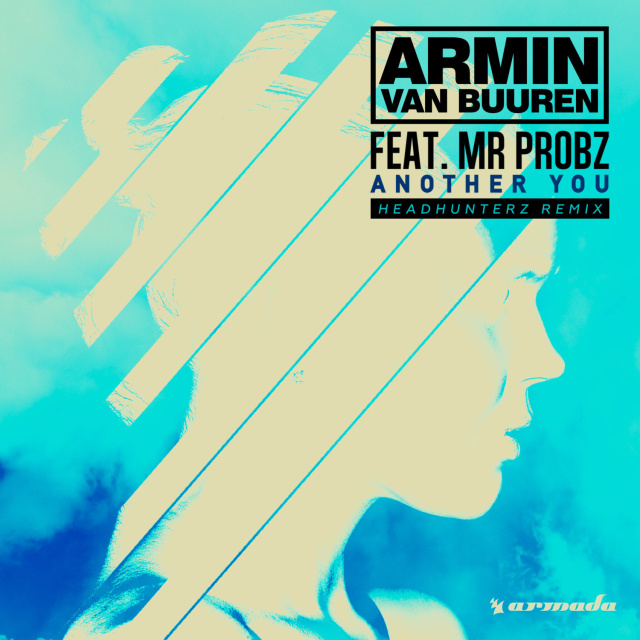 ARMIN
VAN BUUREN
FEAT. MR PROBZ
ANOTHER YOU
HEADHUNTERZ REMIX
armada